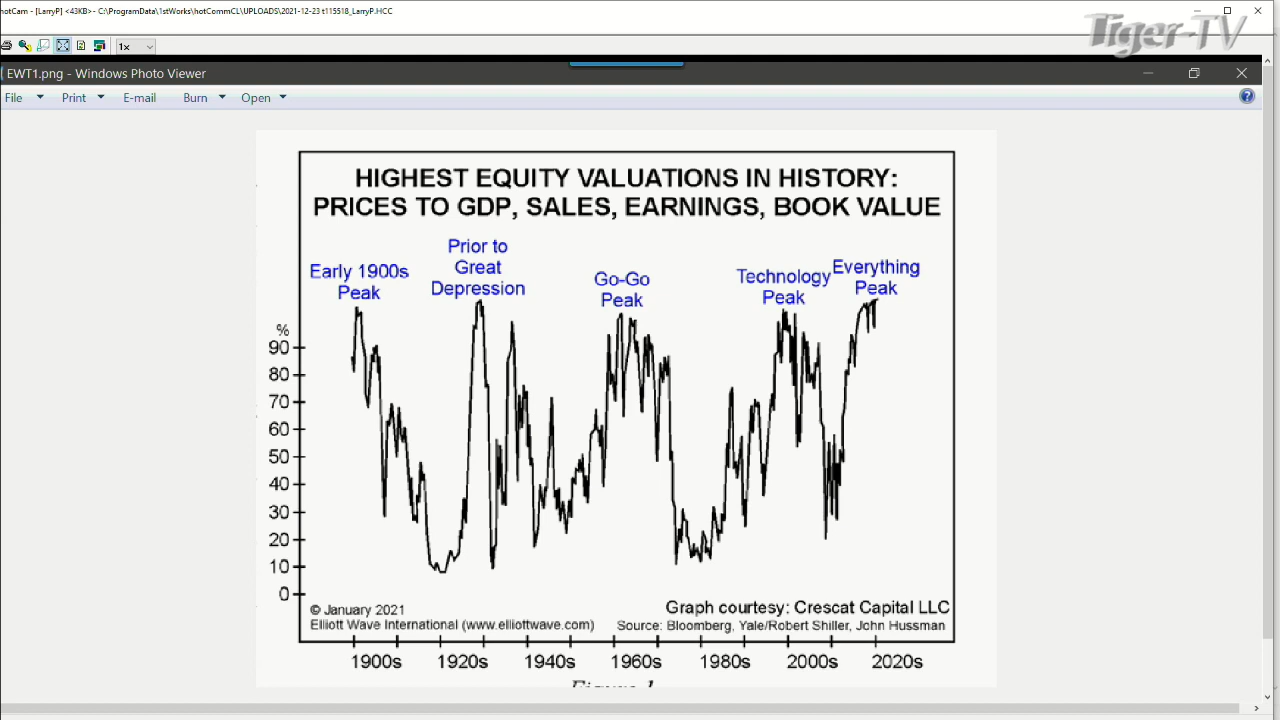 hotCam - [LarryP] <43KB> - C:\ProgramData\1stWorks\hotCommCL\UPLOADS\2021-12-23 t115518_LarryP.HCC
Tiger-TV
1x
EWT1.png - Windows Photo Viewer
File Print E-mail Burn Open
HIGHEST EQUITY VALUATIONS IN HISTORY:
PRICES TO GDP, SALES, EARNINGS, BOOK VALUE
Early 1900s
Peak
Prior to
Great
Depression
Go-Go
Peak
Technology
Peak
Everything
Peak
%
90
80
70
60
50
40
30
20
10
0
© January 2021
Elliott Wave International (www.elliottwave.com)
Graph courtesy: Crescat Capital LLC
Source: Bloomberg, Yale/Robert Shiller, John Hussman
1900s 1920s 1940s 1960s 1980s 2000s 2020s
Figure 1